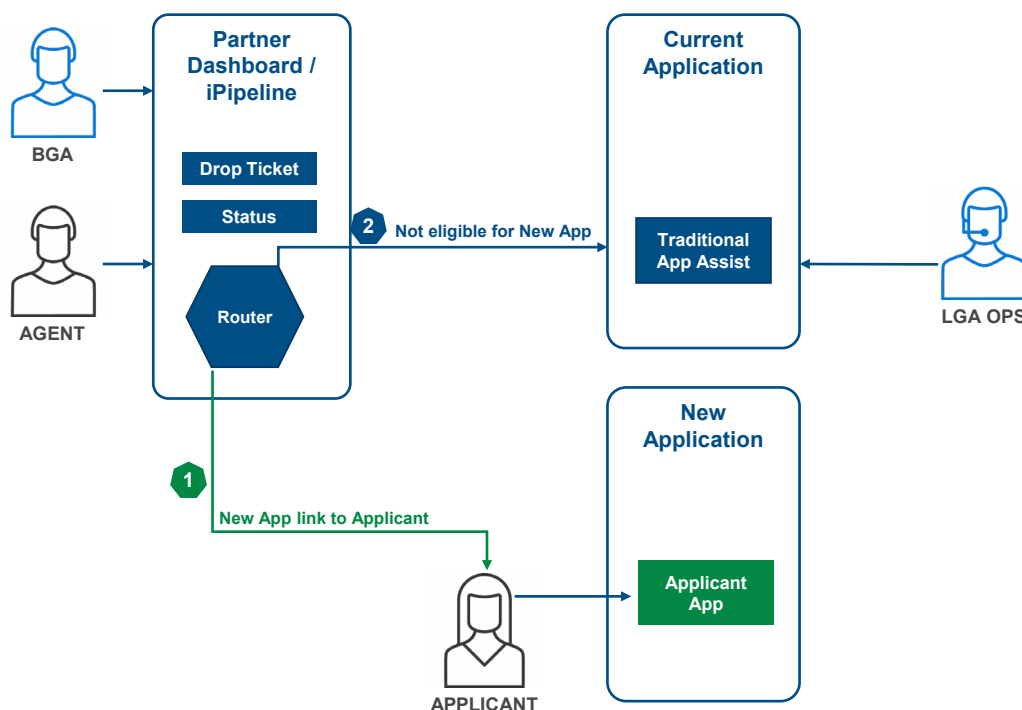 Partner
Dashboard /
iPipeline
Current
Application
BGA
Drop Ticket
Status
2
Not eligible for New App
Traditional
App Assist
Router
AGENT
LGA OPS
New
Application
1
New App link to Applicant
Applicant
App
APPLICANT